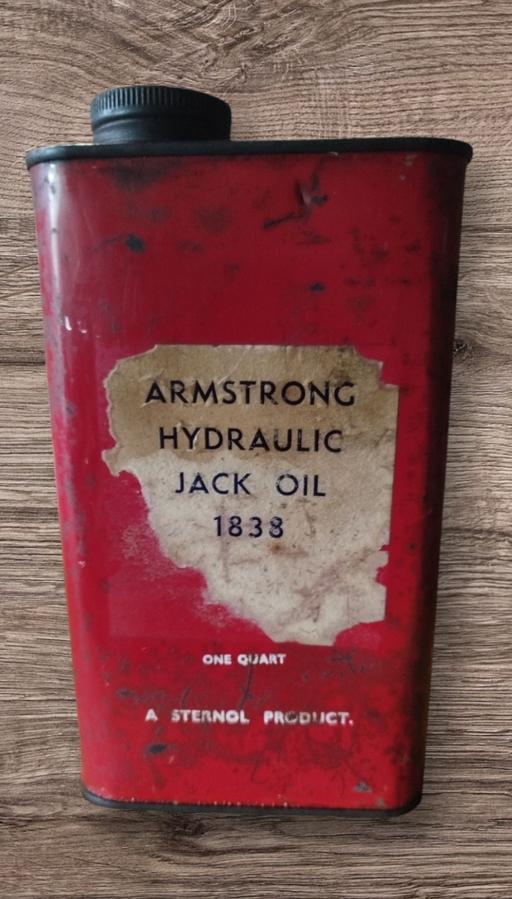 ARMSTRONG
HYDRAULIC
JACK OIL
1838
ONE QUART
A STERNOL PRODUCT.